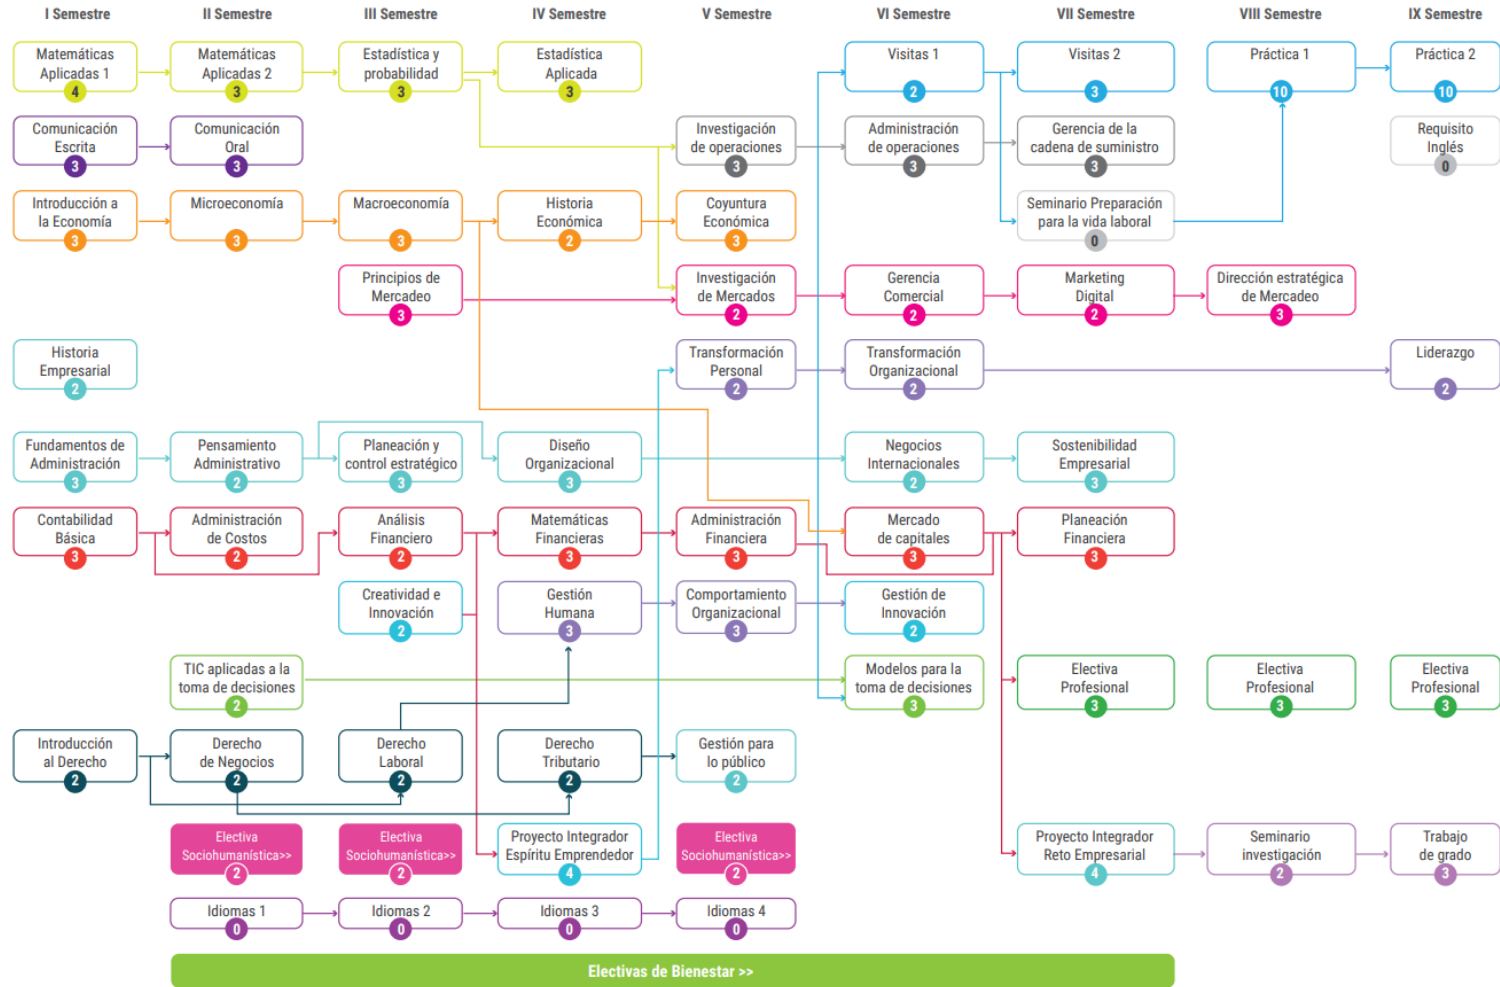 I Semestre
II Semestre
III Semestre
IV Semestre
V Semestre
VI Semestre
VII Semestre
VIII Semestre
IX Semestre
Matemáticas
Aplicadas 1
4
Matemáticas
Aplicadas 2
3
Estadística y
probabilidad
3
Estadística
Aplicada
3
Visitas 1
2
Visitas 2
3
Práctica 1
10
Práctica 2
10
Comunicación
Escrita
3
Comunicación
Oral
3
Investigación
de operaciones
3
Administración
de operaciones
3
Gerencia de la
cadena de suministro
3
Requisito
Inglés
0
Introducción a
la Economía
3
Microeconomía
3
Macroeconomía
3
Historia
Económica
2
Coyuntura
Económica
3
Seminario Preparación
para la vida laboral
0
Principios de
Mercadeo
3
Investigación
de Mercados
2
Gerencia
Comercial
2
Marketing
Digital
2
Dirección estratégica
de Mercadeo
3
Historia
Empresarial
2
Transformación
Personal
2
Transformación
Organizacional
2
Liderazgo
2
Fundamentos de
Administración
3
Pensamiento
Administrativo
2
Planeación y
control estratégico
3
Diseño
Organizacional
3
Negocios
Internacionales
2
Sostenibilidad
Empresarial
3
Contabilidad
Básica
3
Administración
de Costos
2
Análisis
Financiero
2
Matemáticas
Financieras
3
Administración
Financiera
3
Mercado
de capitales
3
Planeación
Financiera
3
Creatividad e
Innovación
2
Gestión
Humana
3
Comportamiento
Organizacional
3
Gestión de
Innovación
2
TIC aplicadas a la
toma de decisiones
2
Modelos para la
toma de decisiones
3
Electiva
Profesional
3
Electiva
Profesional
3
Electiva
Profesional
3
Introducción
al Derecho
2
Derecho
de Negocios
2
Derecho
Laboral
2
Derecho
Tributario
2
Gestión para
lo público
2
Electiva
Sociohumanística>>
2
Electiva
Sociohumanística>>
2
Proyecto Integrador
Espíritu Emprendedor
4
Electiva
Sociohumanística>>
2
Proyecto Integrador
Reto Empresarial
4
Seminario
investigación
2
Trabajo
de grado
3
Idiomas 1
0
Idiomas 2
0
Idiomas 3
0
Idiomas 4
0
Electivas de Bienestar >>